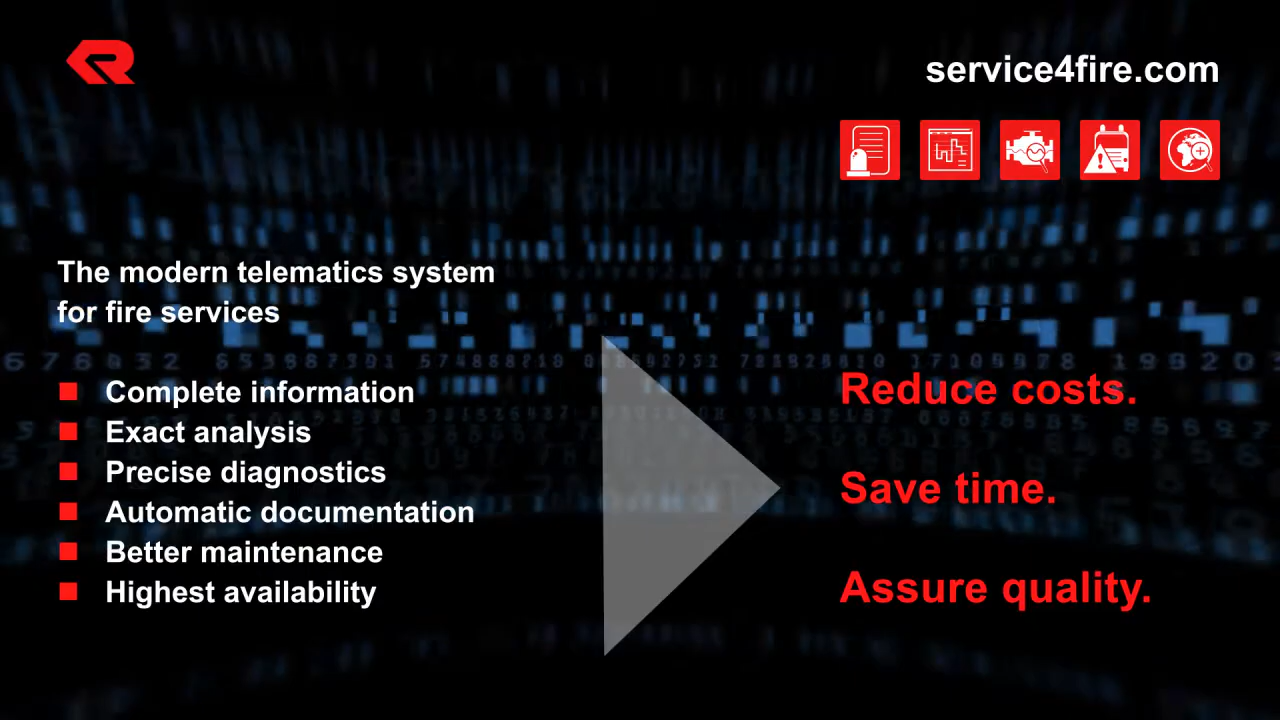 service4fire.com
The modern telematics system
for fire services
Complete information
Exact analysis
Precise diagnostics
Automatic documentation
Better maintenance
Highest availability
Reduce costs.
Save time.
Assure quality.